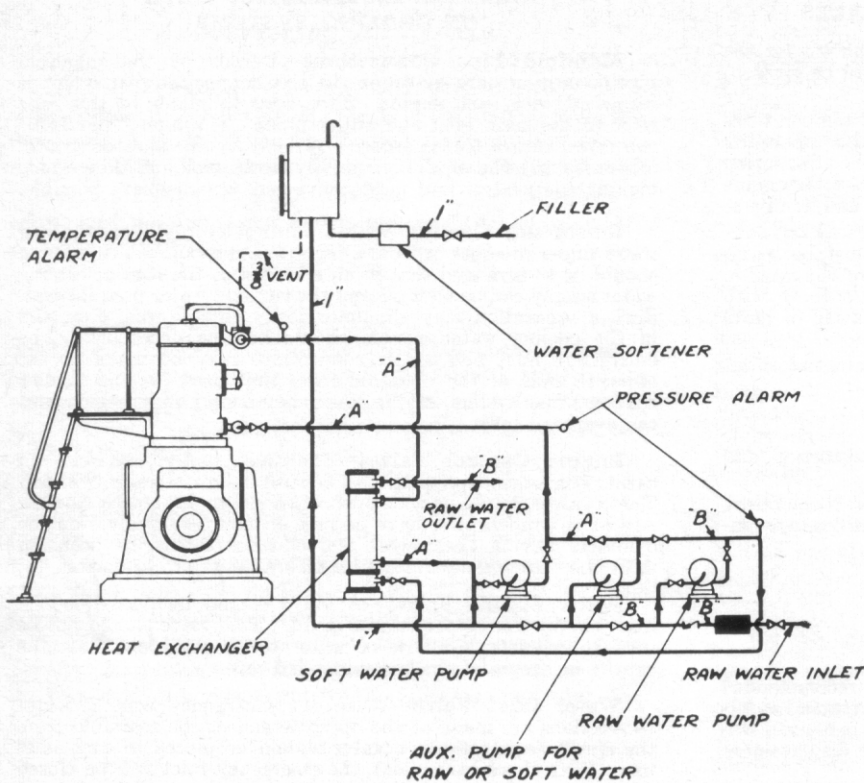 FILLER
1"
TEMPERATURE
ALARM
3/8 VENT
1"
WATER SOFTENER
"A"
"A"
PRESSURE ALARM
"B"
RAW WATER
OUTLET
"A"
"B"
"A"
"B"
"B"
1"
HEAT EXCHANGER
SOFT WATER PUMP
RAW WATER INLET
RAW WATER PUMP
AUX. PUMP FOR
RAW OR SOFT WATER